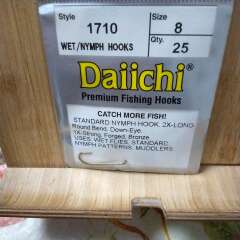 Style 1710 Size 8
WET/NYMPH HOOKS Qty. 25
Daiichi®
Premium Fishing Hooks
CATCH MORE FISH!
STANDARD NYMPH HOOK, 2X-LONG
Round Bend, Down-Eye,
1X-Strong, Forged, Bronze
USES: WET FLIES, STANDARD
NYMPH PATTERNS, MUDDLERS